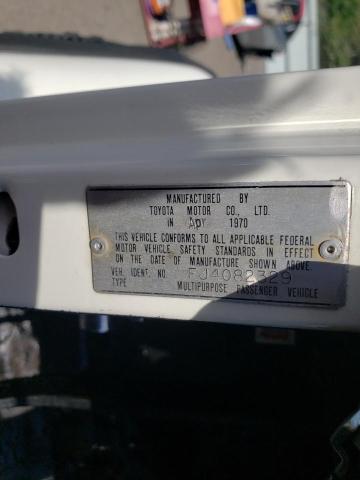 MANUFACTURED BY
TOYOTA MOTOR CO., LTD.
IN Apr 1970
THIS VEHICLE CONFORMS TO ALL APPLICABLE FEDERAL
MOTOR VEHICLE SAFETY STANDARDS IN EFFECT
ON THE DATE OF MANUFACTURE SHOWN ABOVE.
VEH. IDENT. NO. FJ4082329
TYPE MULTIPURPOSE PASSENGER VEHICLE